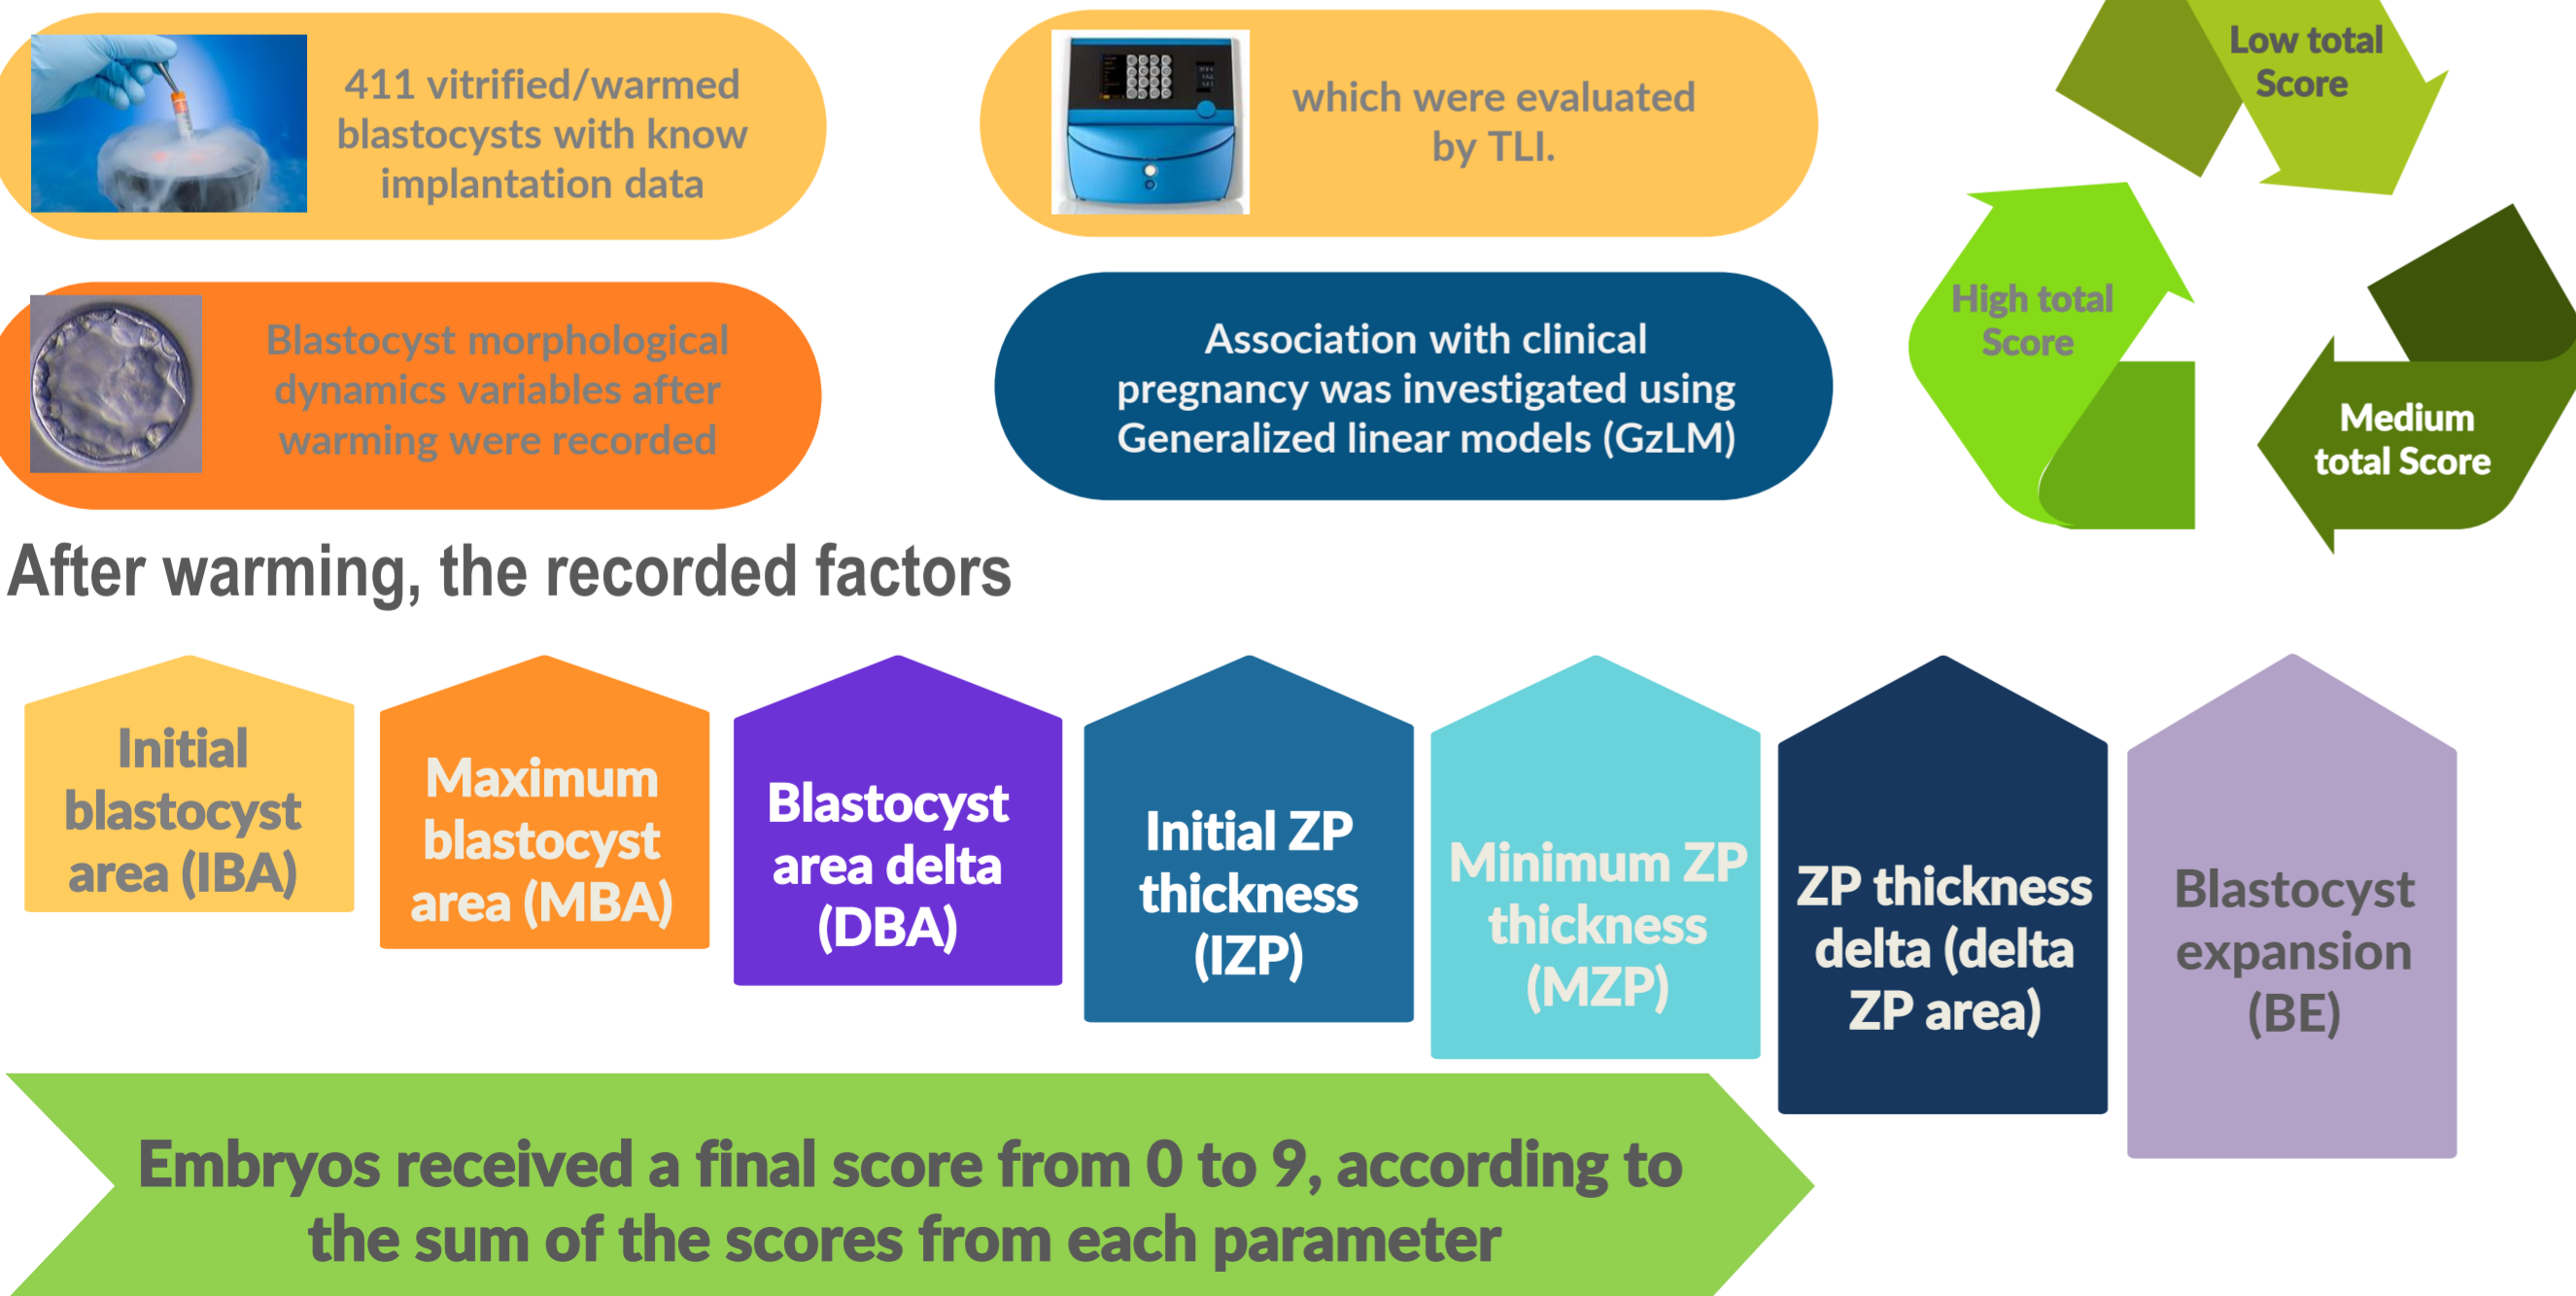 411 vitrified/warmed
blastocysts with know
implantation data
which were evaluated
by TLI.
Low total
Score
High total
Score
Medium
total Score
Blastocyst morphological
dynamics variables after
warming were recorded
Association with clinical
pregnancy was investigated using
Generalized linear models (GzLM)
After warming, the recorded factors
Initial
blastocyst
area (IBA)
Maximum
blastocyst
area (MBA)
Blastocyst
area delta
(DBA)
Initial ZP
thickness
(IZP)
Minimum ZP
thickness
(MZP)
ZP thickness
delta (delta
ZP area)
Blastocyst
expansion
(BE)
Embryos received a final score from 0 to 9, according to
the sum of the scores from each parameter